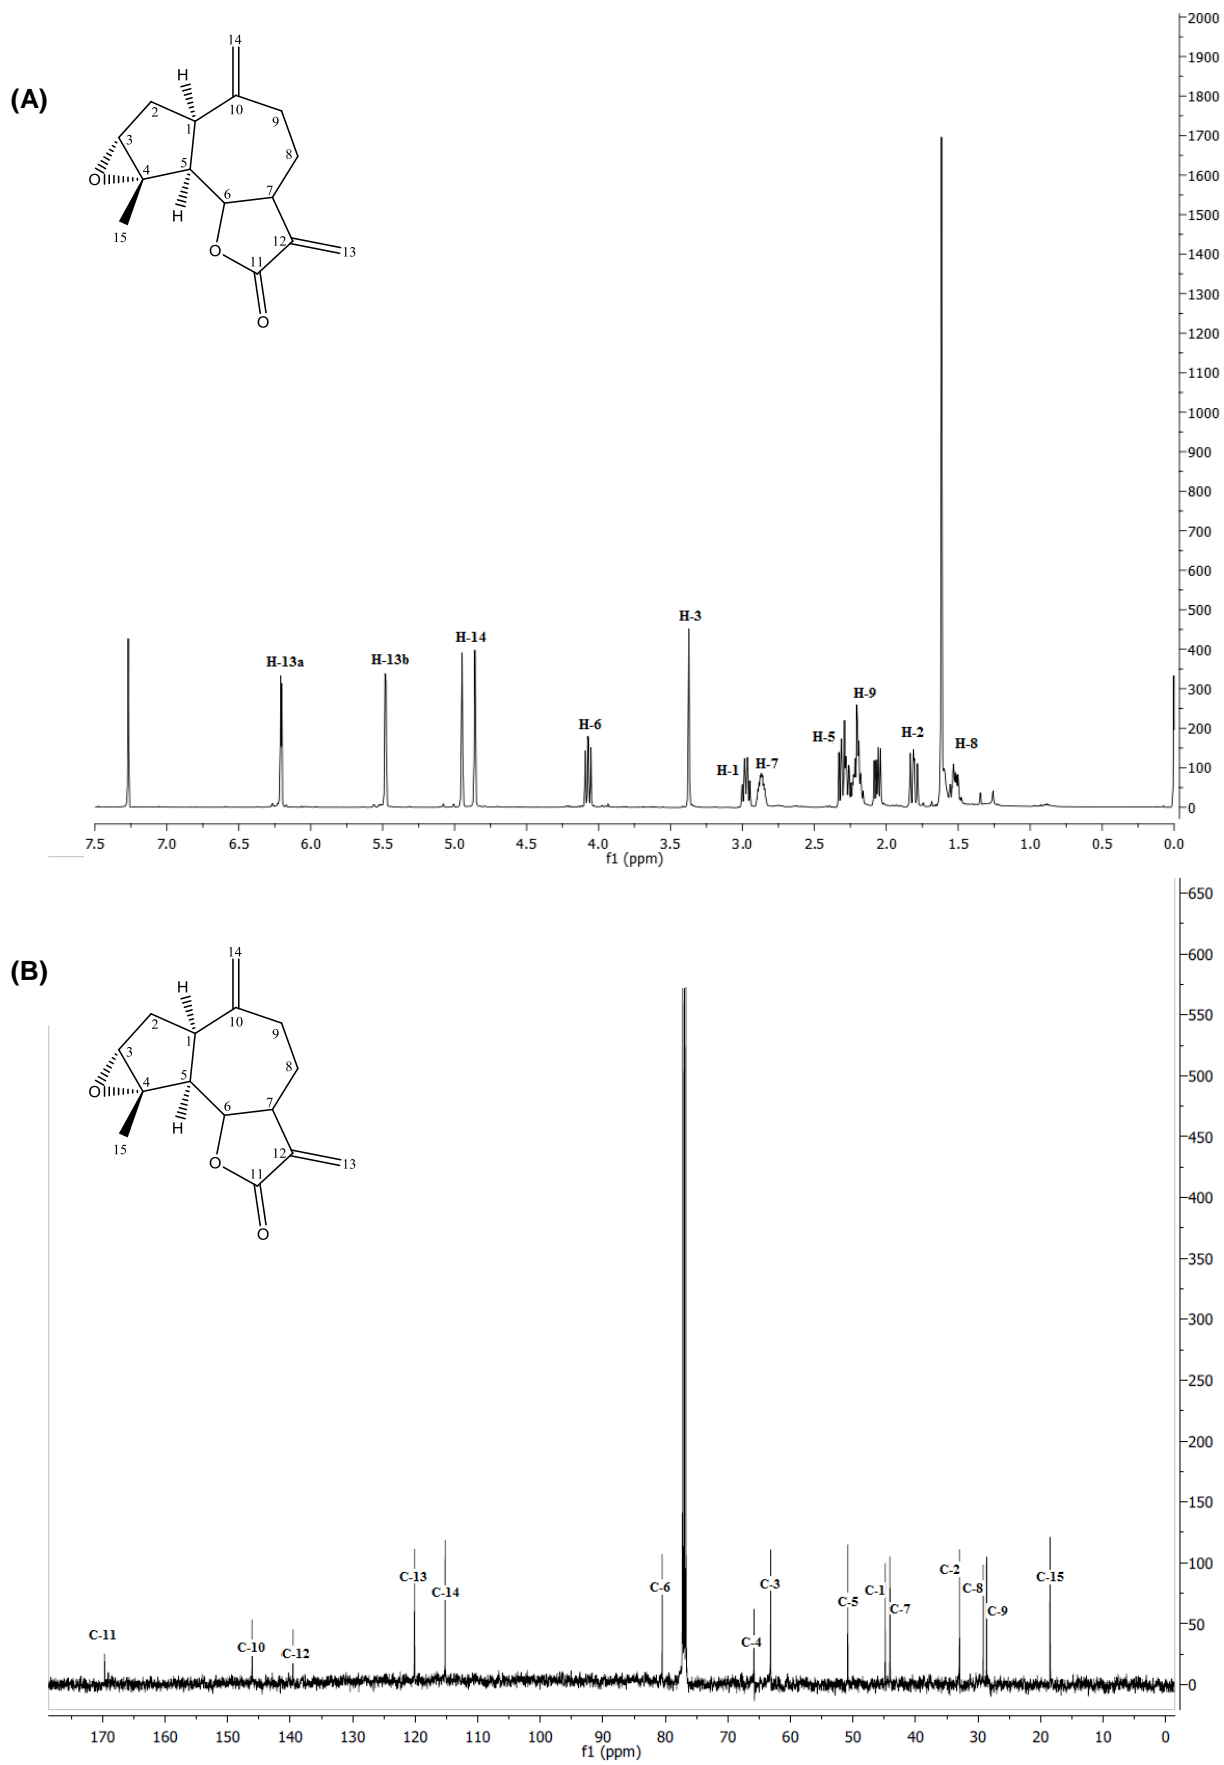 (A)
14
H
2
10
9
1
3
8
O
4
5
6
7
H
15
O
12
13
11
O
H-13a
H-13b
H-14
H-6
H-3
H-1
H-7
H-5
H-9
H-2
H-8
2000
1900
1800
1700
1600
1500
1400
1300
1200
1100
1000
900
800
700
600
500
400
300
200
100
0
7.5 7.0 6.5 6.0 5.5 5.0 4.5 4.0 3.5 3.0 2.5 2.0 1.5 1.0 0.5 0.0
f1 (ppm)
(B)
14
H
2
10
9
1
3
8
O
4
5
6
7
H
15
O
12
13
11
O
C-11
C-10
C-12
C-13
C-14
C-6
C-4
C-3
C-5
C-1
C-7
C-2
C-8
C-9
C-15
650
600
550
500
450
400
350
300
250
200
150
100
50
0
170 160 150 140 130 120 110 100 90 80 70 60 50 40 30 20 10 0
f1 (ppm)